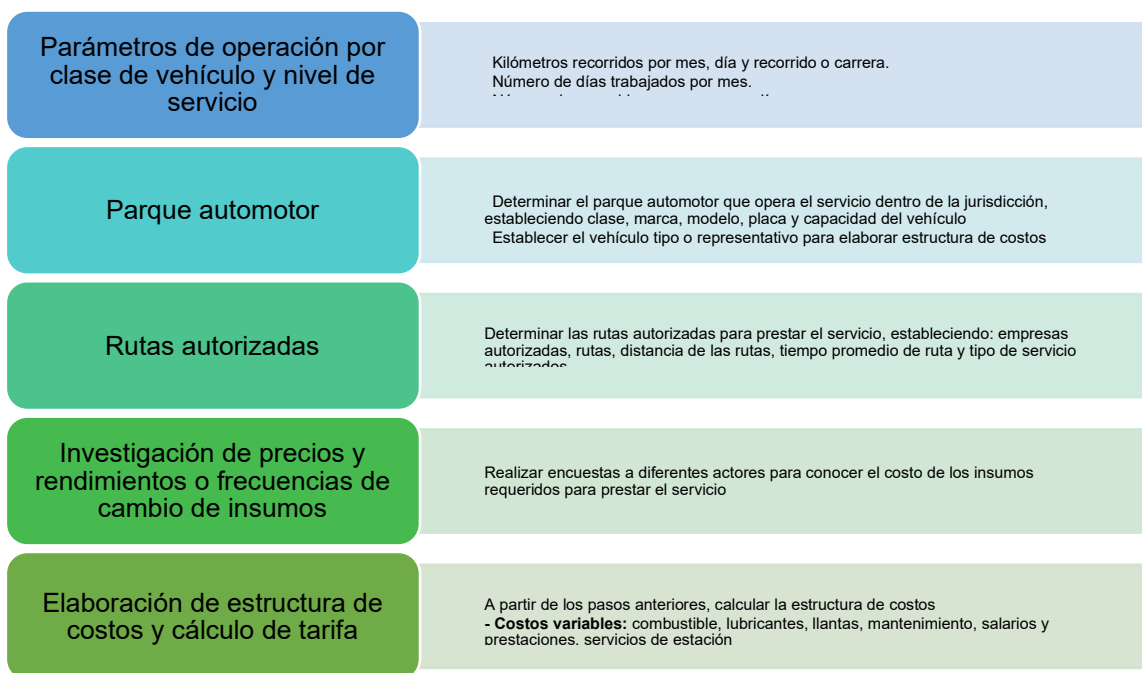 Parámetros de operación por
clase de vehículo y nivel de
servicio
Kilómetros recorridos por mes, día y recorrido o carrera.
Número de días trabajados por mes.
Parque automotor
Determinar el parque automotor que opera el servicio dentro de la jurisdicción,
estableciendo clase, marca, modelo, placa y capacidad del vehículo
Establecer el vehículo tipo o representativo para elaborar estructura de costos
Rutas autorizadas
Determinar las rutas autorizadas para prestar el servicio, estableciendo: empresas
autorizadas, rutas, distancia de las rutas, tiempo promedio de ruta y tipo de servicio
autorizados
Investigación de precios y
rendimientos o frecuencias de
cambio de insumos
Realizar encuestas a diferentes actores para conocer el costo de los insumos
requeridos para prestar el servicio
Elaboración de estructura de
costos y cálculo de tarifa
A partir de los pasos anteriores, calcular la estructura de costos
- Costos variables: combustible, lubricantes, llantas, mantenimiento, salarios y
prestaciones, servicios de estación